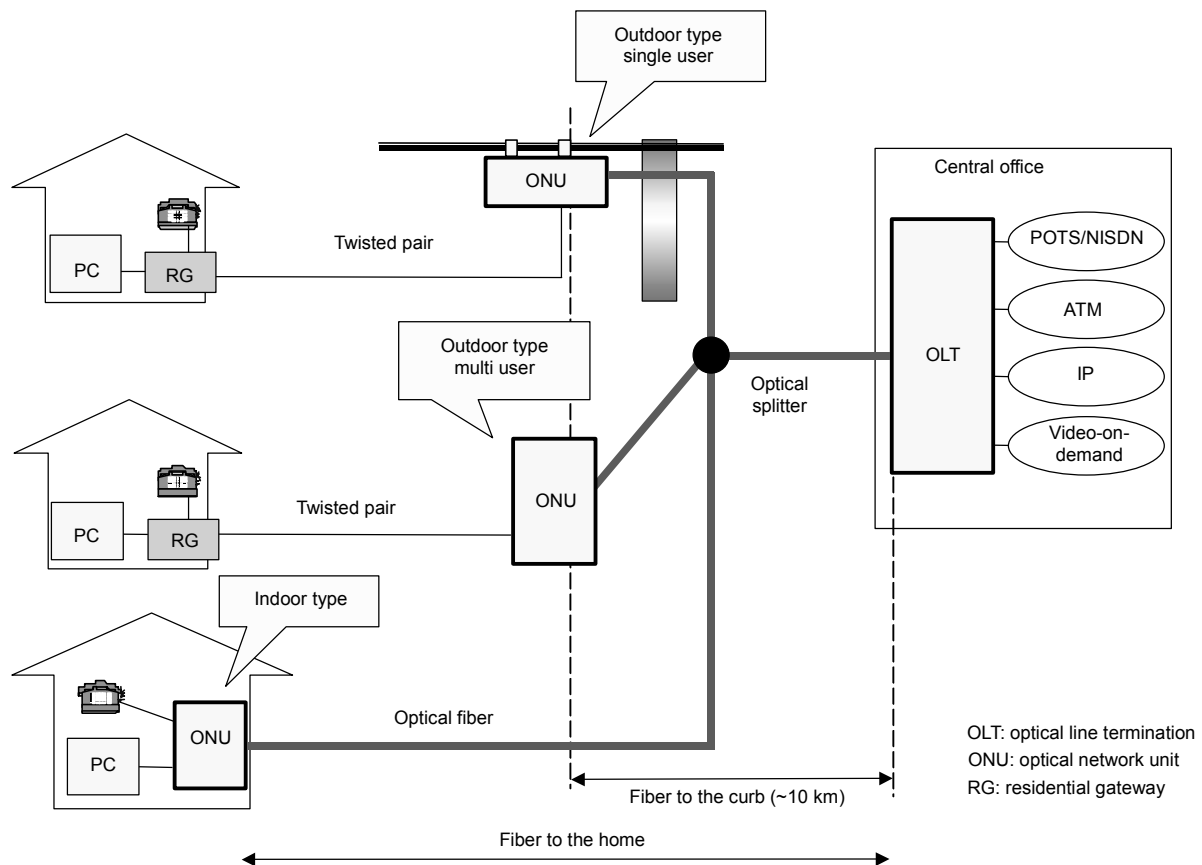 Outdoor type
single user
Central office
ONU
POTS/NISDN
Twisted pair
PC
RG
ATM
Outdoor type
multi user
OLT
IP
Optical
splitter
Video-on-
demand
Twisted pair
ONU
PC
RG
Indoor type
Optical fiber
ONU
PC
OLT: optical line termination
ONU: optical network unit
RG: residential gateway
Fiber to the curb (~10 km)
Fiber to the home